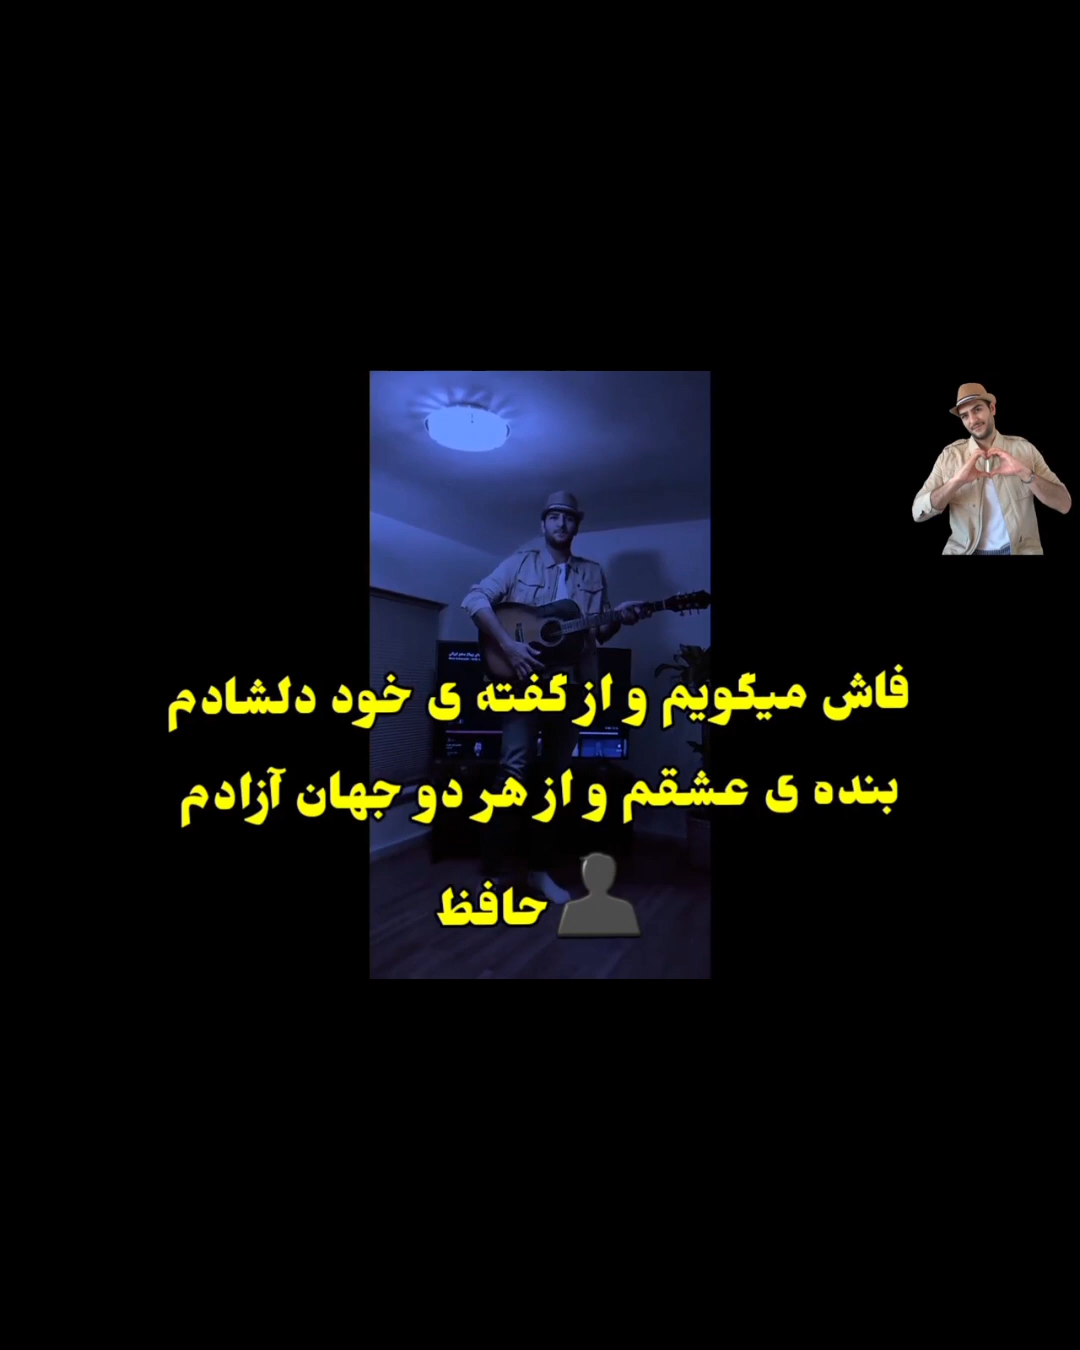 فاش میگویم و از گفته ی خود دلشادم
بنده ی عشقم و از هر دو جهان آزادم
حافظ